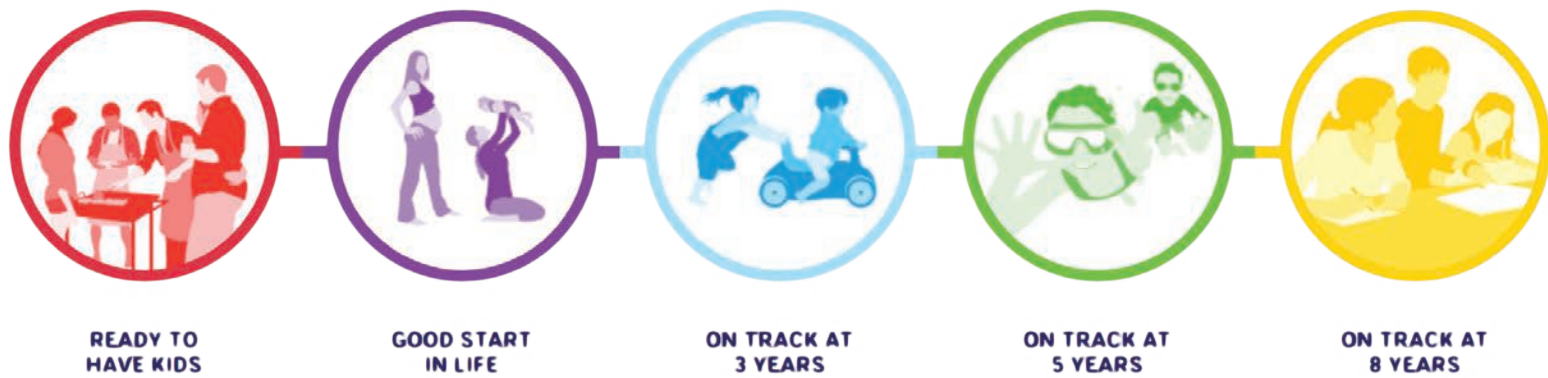 READY TO
HAVE KIDS
GOOD START
IN LIFE
ON TRACK AT
3 YEARS
ON TRACK AT
5 YEARS
ON TRACK AT
8 YEARS